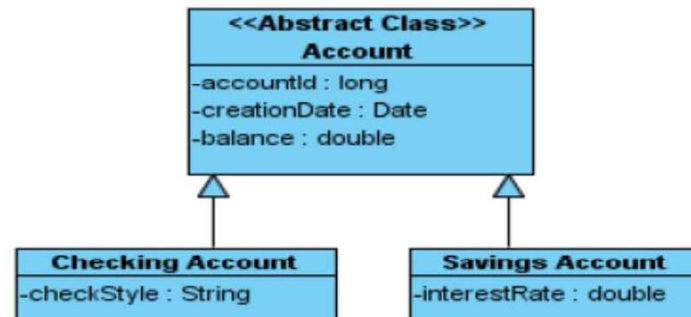 <<Abstract Class>>
Account
-accountId : long
-creationDate : Date
-balance : double
Checking Account
-checkStyle : String
Savings Account
-interestRate : double